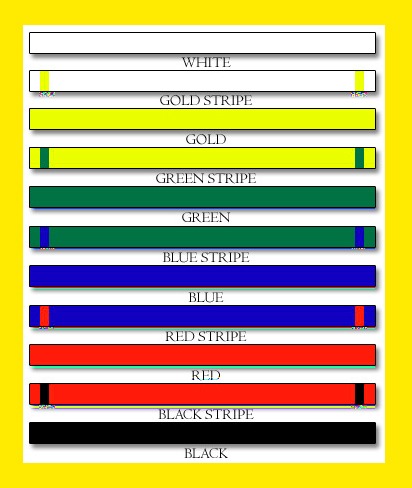 WHITE
GOLD STRIPE
GOLD
GREEN STRIPE
GREEN
BLUE STRIPE
BLUE
RED STRIPE
RED
BLACK STRIPE
BLACK